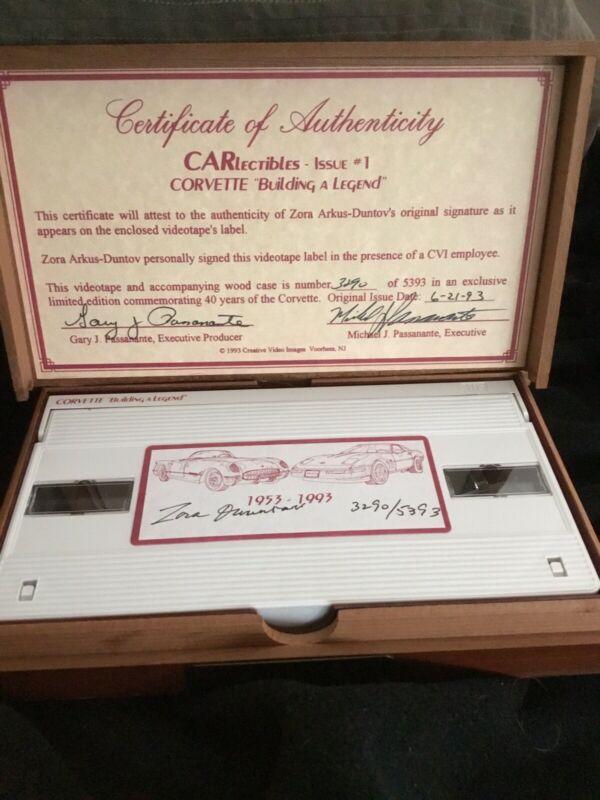 Certificate of Authenticity
CARlectibles - Issue #1
CORVETTE "Building a Legend"
This certificate will attest to the authenticity of Zora Arkus-Duntov's original signature as it
appears on the enclosed videotape's label.
Zora Arkus-Duntov personally signed this videotape label in the presence of a CVI employee.
This videotape and accompanying wood case is number 3290 of 5393 in an exclusive
limited edition commemorating 40 years of the Corvette. Original Issue Date: 6-21-93
Gary J Passanante
Gary J. Passanante, Executive Producer
Michael J. Passanante, Executive
© 1993 Creative Video Images Voorhees, NJ
CORVETTE "Building a Legend"
1953 - 1993
Zora Duntov 3290/5393